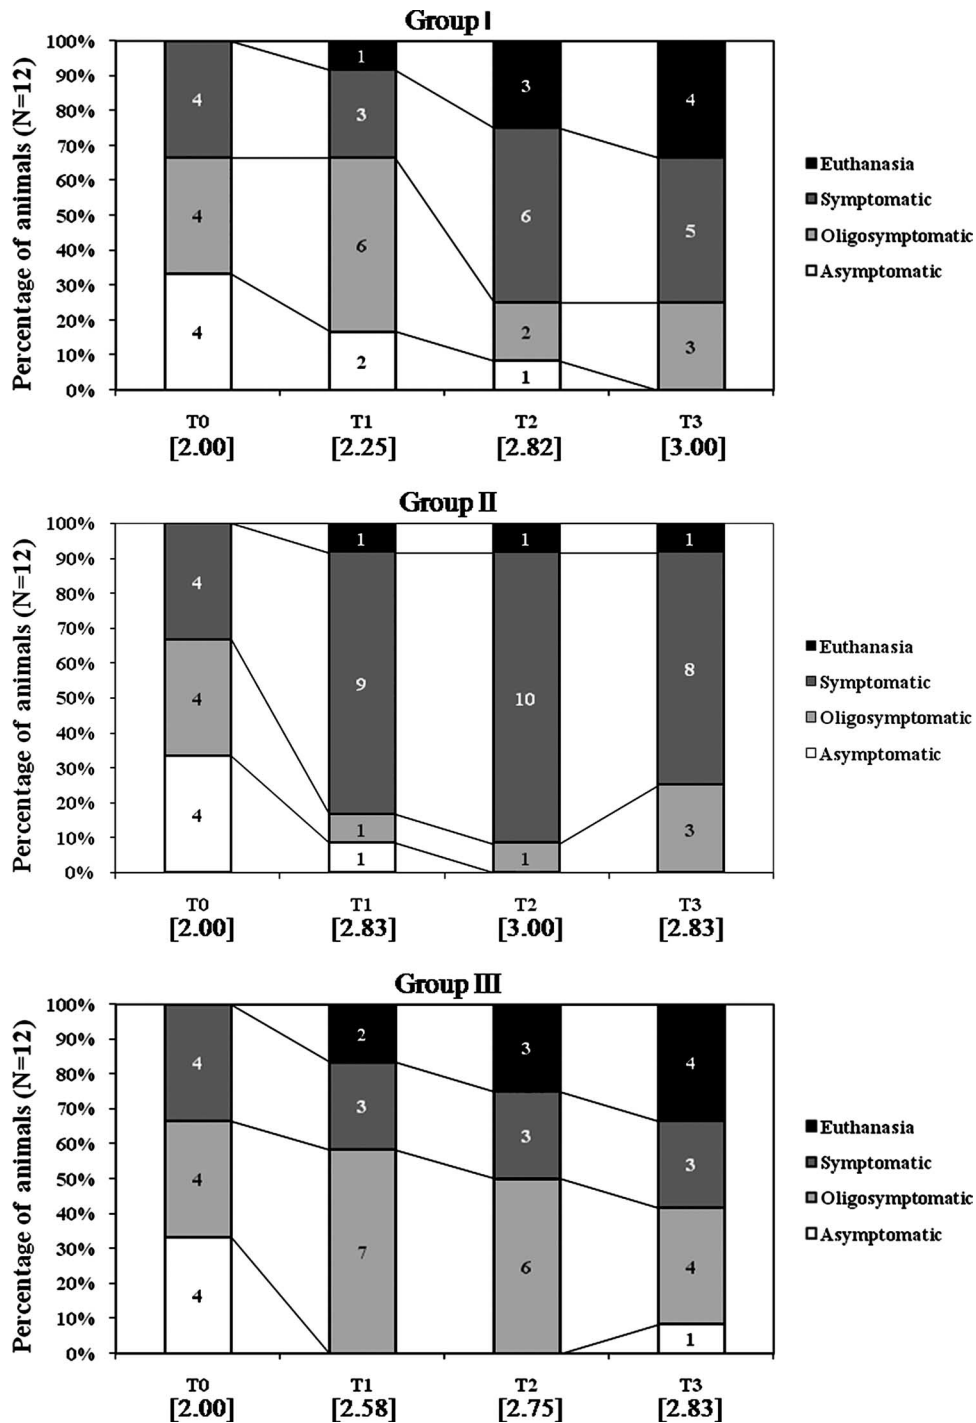 Group I
Percentage of animals (N=12)
100%
90%
80%
70%
60%
50%
40%
30%
20%
10%
0%
4
4
4
1
3
6
2
3
6
2
1
4
5
3
T0
[2.00]
T1
[2.25]
T2
[2.82]
T3
[3.00]
Euthanasia
Symptomatic
Oligosymptomatic
Asymptomatic
Group II
Percentage of animals (N=12)
100%
90%
80%
70%
60%
50%
40%
30%
20%
10%
0%
4
4
4
1
9
1
1
1
10
1
1
8
3
T0
[2.00]
T1
[2.83]
T2
[3.00]
T3
[2.83]
Euthanasia
Symptomatic
Oligosymptomatic
Asymptomatic
Group III
Percentage of animals (N=12)
100%
90%
80%
70%
60%
50%
40%
30%
20%
10%
0%
4
4
4
2
3
7
3
3
6
4
3
4
1
T0
[2.00]
T1
[2.58]
T2
[2.75]
T3
[2.83]
Euthanasia
Symptomatic
Oligosymptomatic
Asymptomatic